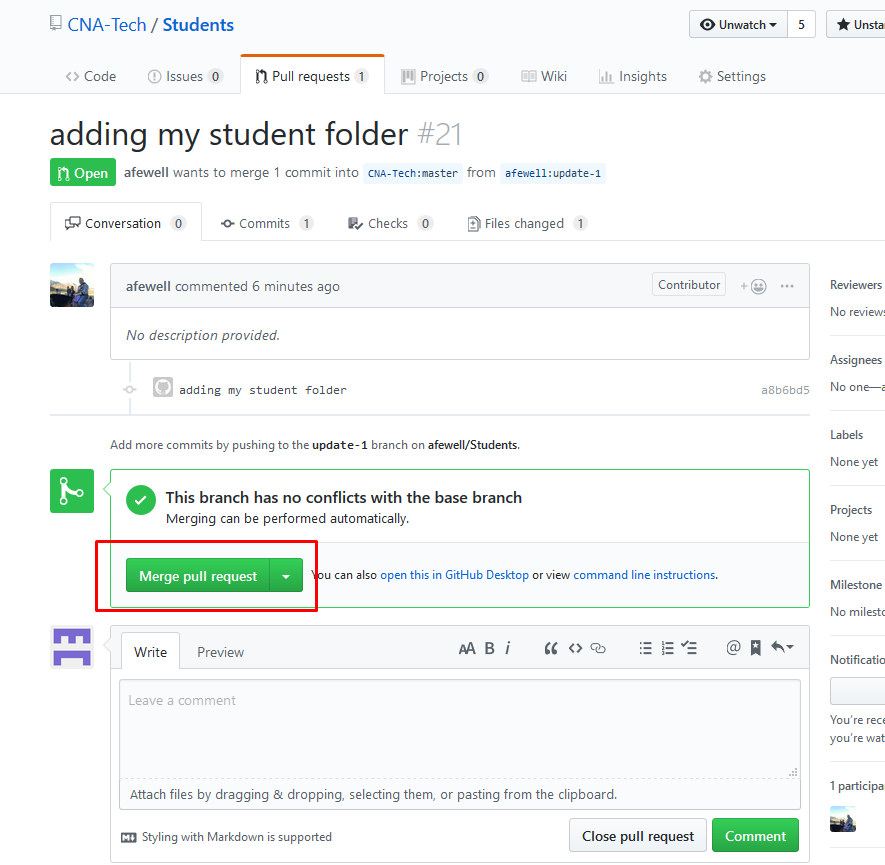 CNA-Tech / Students
Unwatch 5 Unsta
Code Issues 0 Pull requests 1 Projects 0 Wiki Insights Settings
adding my student folder #21
Open afewell wants to merge 1 commit into CNA-Tech:master from afewell:update-1
Conversation 0 Commits 1 Checks 0 Files changed 1
afewell commented 6 minutes ago Contributor
No description provided.
adding my student folder a8b6bd5
Add more commits by pushing to the update-1 branch on afewell/Students.
This branch has no conflicts with the base branch
Merging can be performed automatically.
Merge pull request You can also open this in GitHub Desktop or view command line instructions.
Write Preview AA B i
Leave a comment
Attach files by dragging & dropping, selecting them, or pasting from the clipboard.
Styling with Markdown is supported
Close pull request Comment
Reviewers
No reviews
Assignees
No one—a
Labels
None yet
Projects
None yet
Milestone
No milesto
Notificatio
You're rece
you're wat
1 participa